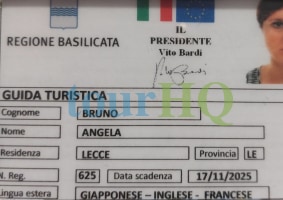 REGIONE BASILICATA
IL
PRESIDENTE
Vito Bardi
tourHQ
GUIDA TURISTICA
Cognome BRUNO
Nome ANGELA
Residenza LECCE Provincia LE
N. Reg. 625 Data scadenza 17/11/2025
Lingua estera GIAPPONESE -- INGLESE - FRANCESE